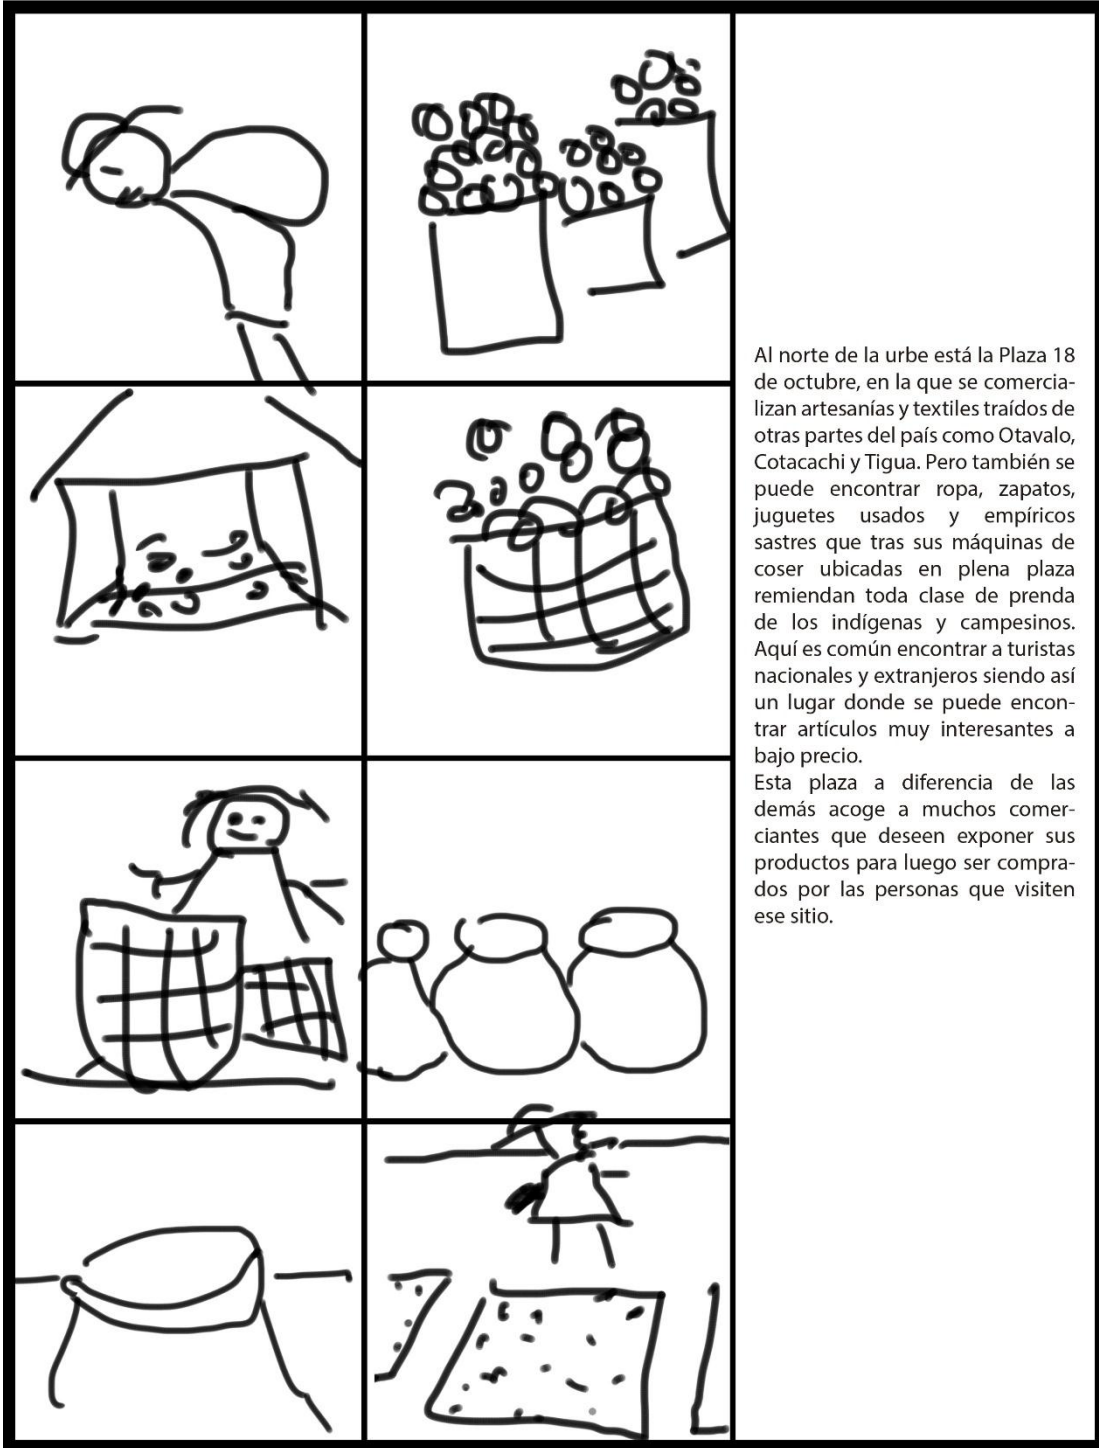 Al norte de la urbe está la Plaza 18
de octubre, en la que se comercia-
lizan artesanías y textiles traídos de
otras partes del país como Otavalo,
Cotacachi y Tigua. Pero también se
puede encontrar ropa, zapatos,
juguetes usados y empíricos
sastres que tras sus máquinas de
coser ubicadas en plena plaza
remiendan toda clase de prenda
de los indígenas y campesinos.
Aquí es común encontrar a turistas
nacionales y extranjeros siendo así
un lugar donde se puede encon-
trar artículos muy interesantes a
bajo precio.
Esta plaza a diferencia de las
demás acoge a muchos comer-
ciantes que deseen exponer sus
productos para luego ser compra-
dos por las personas que visiten
ese sitio.